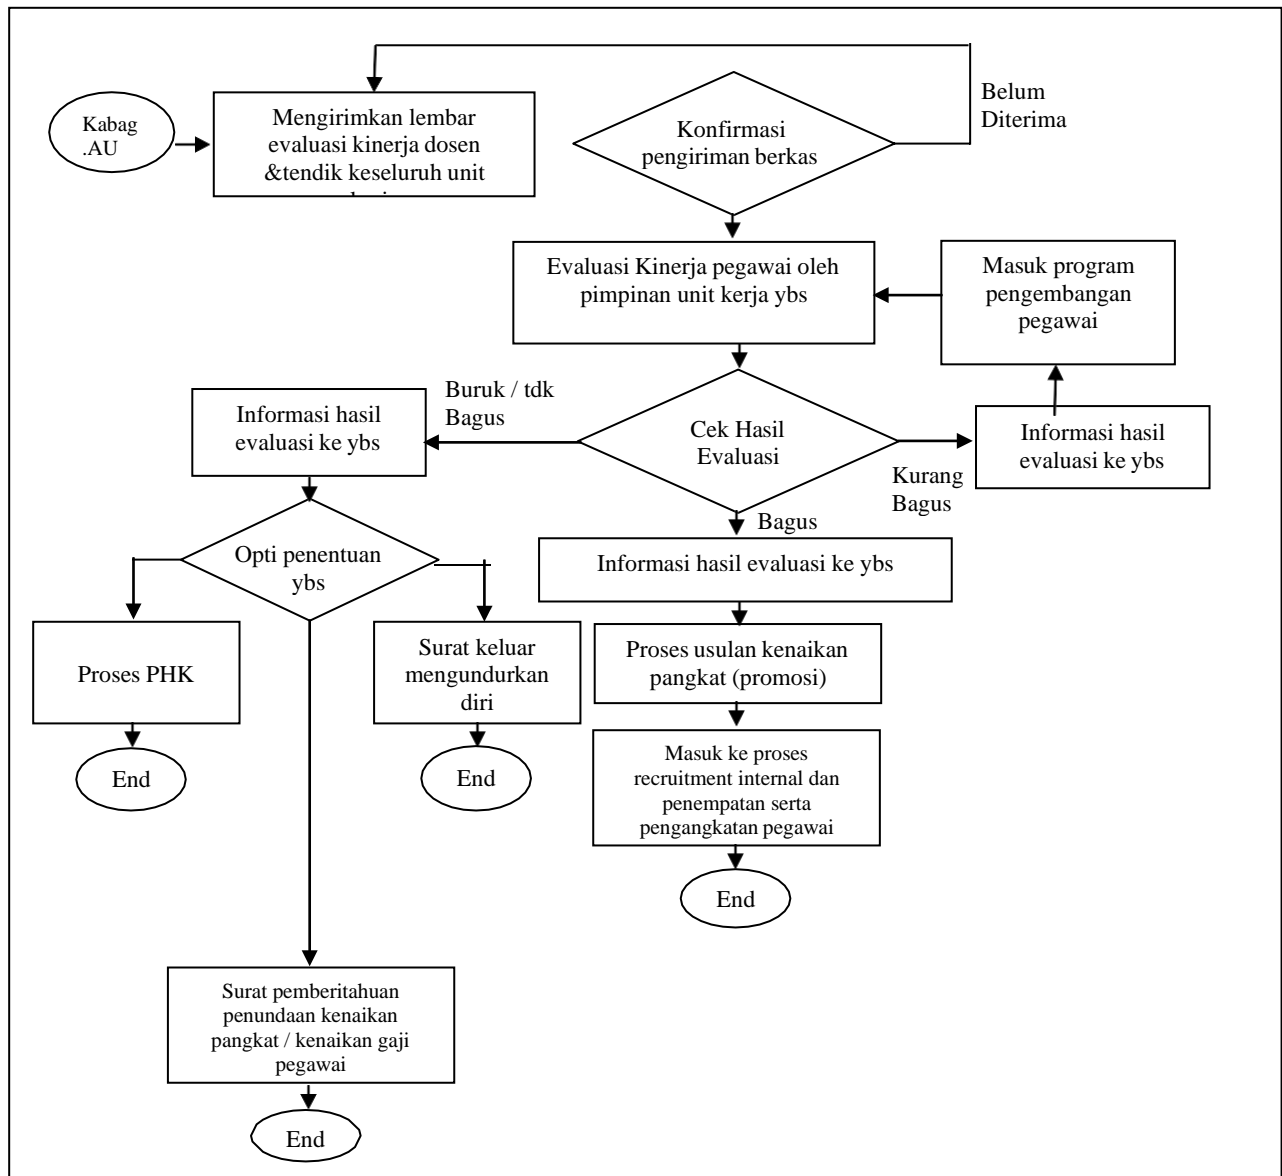 Kabag
.AU
Mengirimkan lembar
evaluasi kinerja dosen
&tendik keseluruh unit
Konfirmasi
pengiriman berkas
Belum
Diterima
Evaluasi Kinerja pegawai oleh
pimpinan unit kerja ybs
Masuk program
pengembangan
pegawai
Buruk / tdk
Bagus
Informasi hasil
evaluasi ke ybs
Cek Hasil
Evaluasi
Kurang
Bagus
Informasi hasil
evaluasi ke ybs
Bagus
Opti penentuan
ybs
Informasi hasil evaluasi ke ybs
Proses PHK
Surat keluar
mengundurkan
diri
Proses usulan kenaikan
pangkat (promosi)
End
End
Masuk ke proses
recruitment internal dan
penempatan serta
pengangkatan pegawai
End
Surat pemberitahuan
penundaan kenaikan
pangkat / kenaikan gaji
pegawai
End